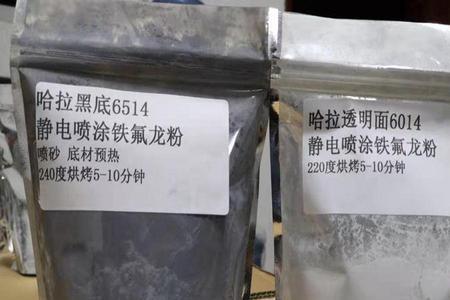 哈拉黑底6514
静电喷涂铁氟龙粉
喷砂 底材预热
240度烘烤5-10分钟
哈拉透明面6014
静电喷涂铁氟龙粉
220度烘烤5-10分钟